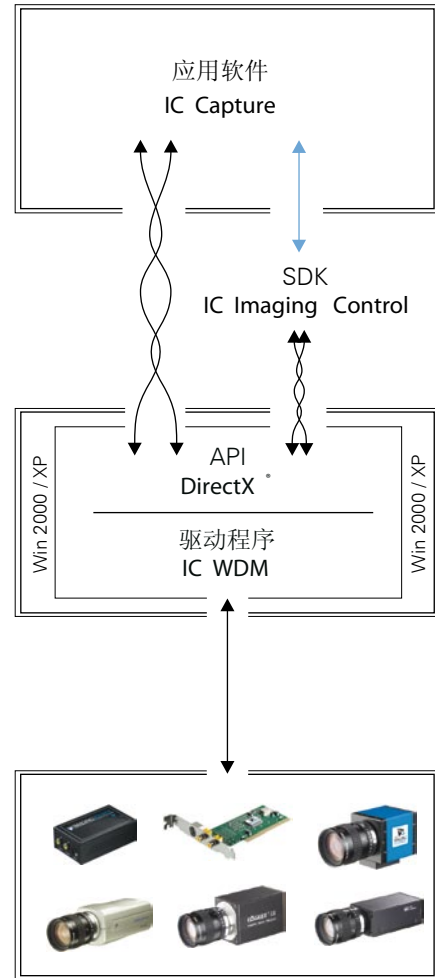 应用软件
IC Capture
SDK
IC Imaging Control
Win 2000 / XP
API
DirectX ®
驱动程序
IC WDM
Win 2000 / XP